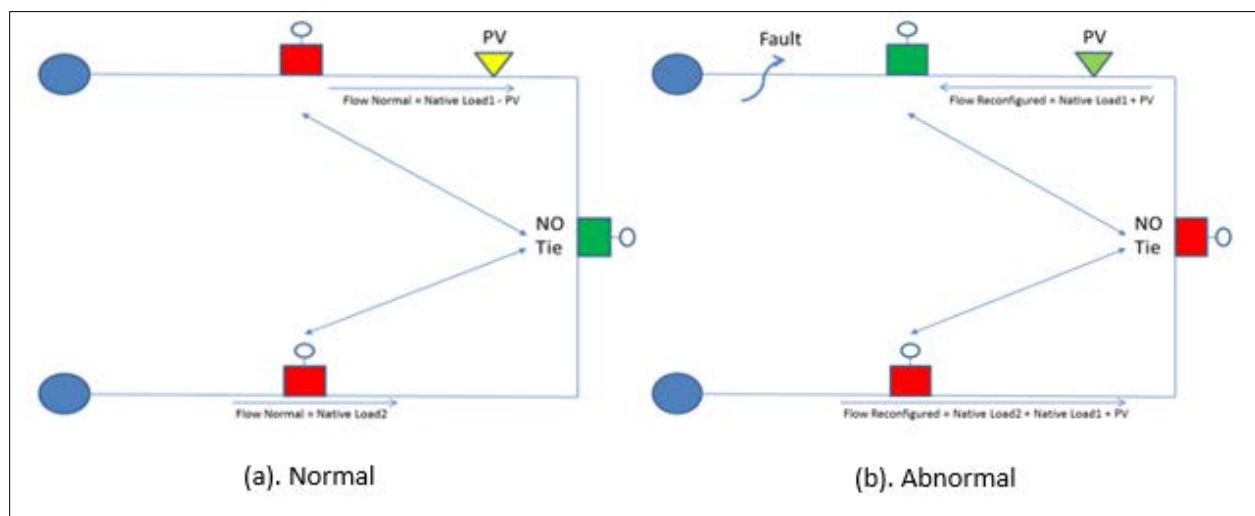 PV
Flow Normal = Native Load1 - PV
NO
Tie
Flow Normal = Native Load2
(a). Normal
Fault
PV
Flow Reconfigured = Native Load1 + PV
NO
Tie
Flow Reconfigured = Native Load2 + Native Load1 + PV
(b). Abnormal